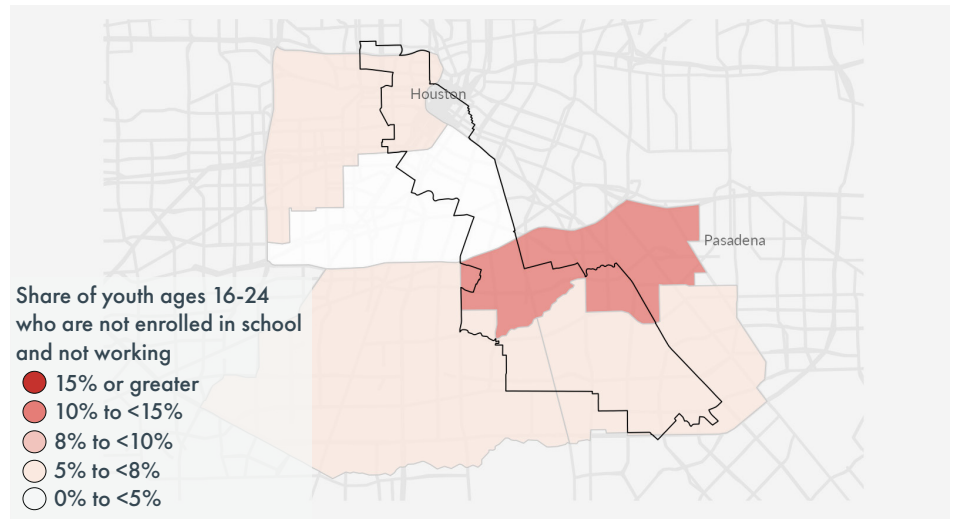 Houston
Pasadena
Share of youth ages 16-24
who are not enrolled in school
and not working
15% or greater
10% to <15%
8% to <10%
5% to <8%
0% to <5%